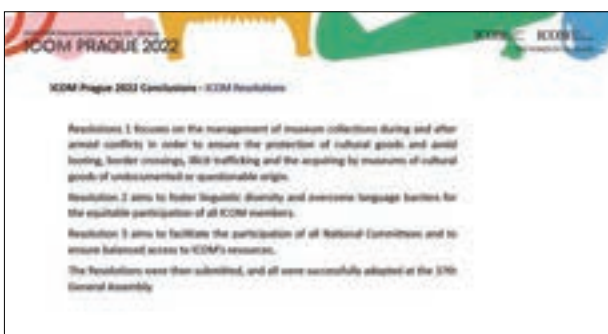 ICOM PRAGUE 2022
ICOM
ICOM
ICOM Prague 2022 Conclusions - ICOM Resolutions
Resolutions 1 focuses on the management of museum collections during and after
armed conflicts in order to ensure the protection of cultural goods and avoid
looting, border crossings, illicit trafficking and the acquiring by museums of cultural
goods of undocumented or questionable origin.
Resolution 2 aims to foster linguistic diversity and overcome language barriers for
the equitable participation of all ICOM members.
Resolution 3 aims to facilitate the participation of all National Committees and to
ensure balanced access to ICOM's resources.
The Resolutions were then submitted, and all were successfully adopted at the 37th
General Assembly.